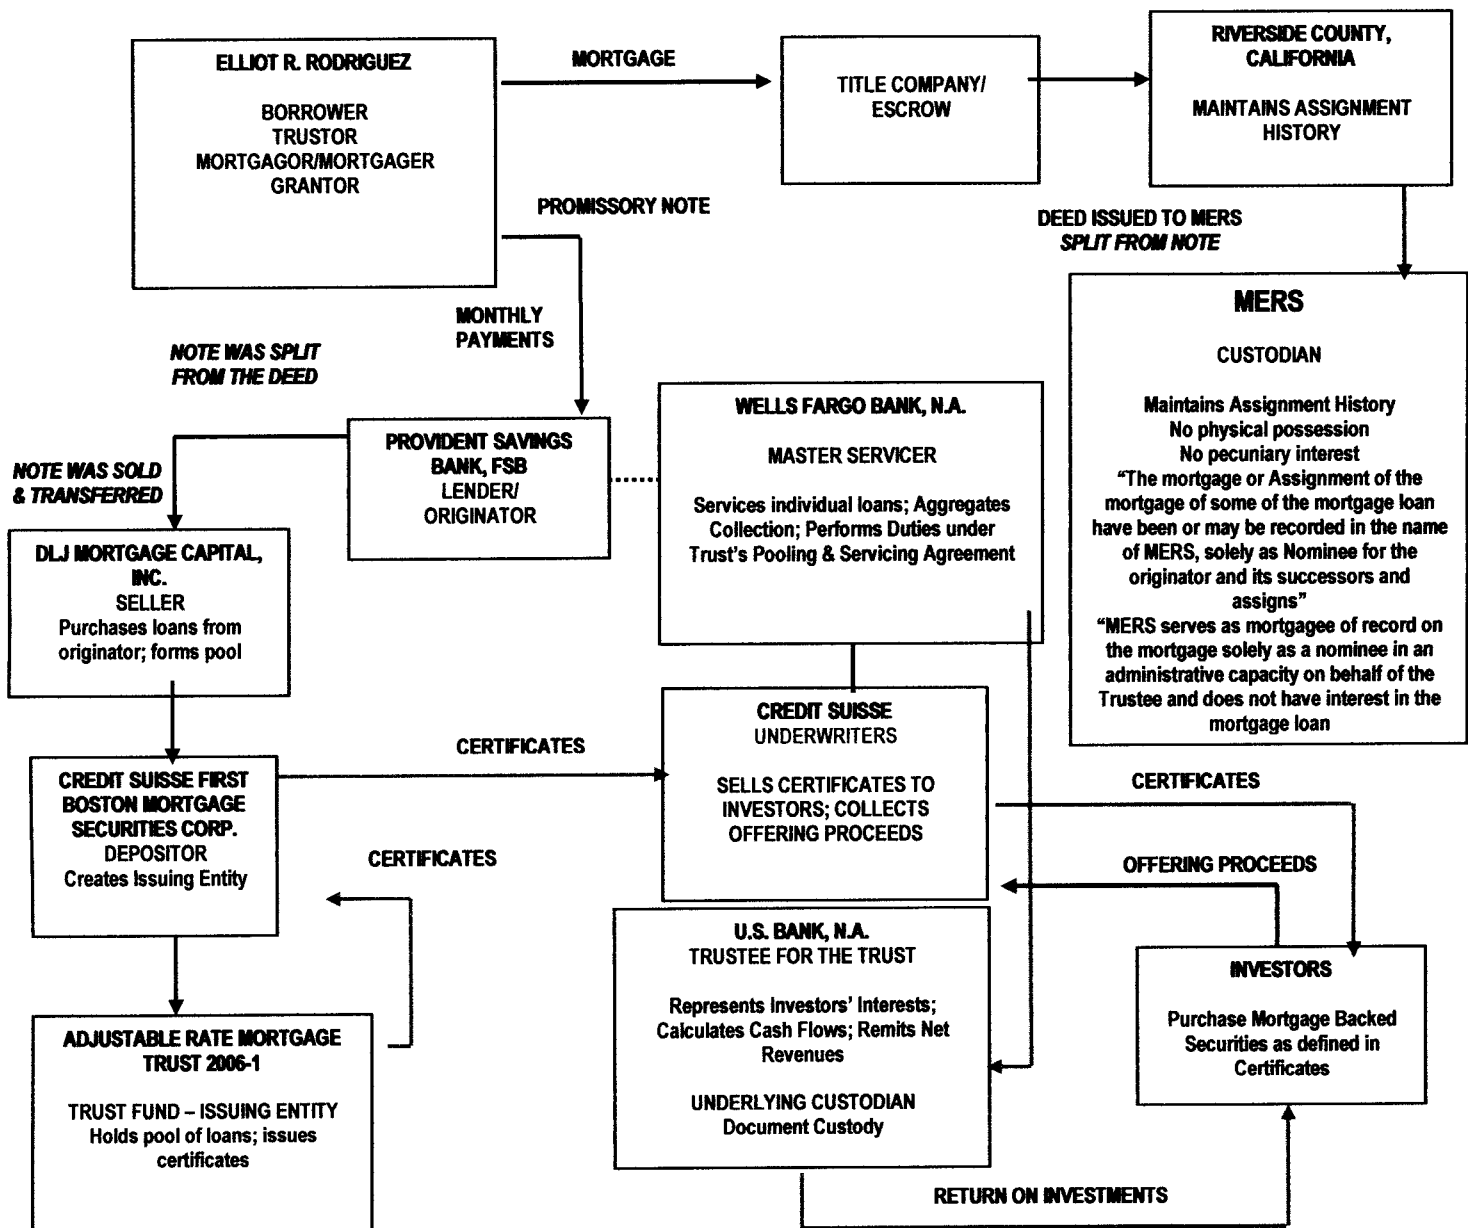 ELLIOT R. RODRIGUEZ
BORROWER
TRUSTOR
MORTGAGOR/MORTGAGER
GRANTOR
MORTGAGE
TITLE COMPANY/
ESCROW
RIVERSIDE COUNTY,
CALIFORNIA
MAINTAINS ASSIGNMENT
HISTORY
PROMISSORY NOTE
DEED ISSUED TO MERS
SPLIT FROM NOTE
MONTHLY
PAYMENTS
NOTE WAS SPLIT
FROM THE DEED
MERS
CUSTODIAN
Maintains Assignment History
No physical possession
No pecuniary interest
“The mortgage or Assignment of the
mortgage of some of the mortgage loan
have been or may be recorded in the name
of MERS, solely as Nominee for the
originator and its successors and
assigns”
“MERS serves as mortgagee of record on
the mortgage solely as a nominee in an
administrative capacity on behalf of the
Trustee and does not have interest in the
mortgage loan
WELLS FARGO BANK, N.A.
MASTER SERVICER
Services individual loans; Aggregates
Collection; Performs Duties under
Trust's Pooling & Servicing Agreement
PROVIDENT SAVINGS
BANK, FSB
LENDER/
ORIGINATOR
NOTE WAS SOLD
& TRANSFERRED
DLJ MORTGAGE CAPITAL,
INC.
SELLER
Purchases loans from
originator; forms pool
CREDIT SUISSE
UNDERWRITERS
SELLS CERTIFICATES TO
INVESTORS; COLLECTS
OFFERING PROCEEDS
CERTIFICATES
CREDIT SUISSE FIRST
BOSTON MORTGAGE
SECURITIES CORP.
DEPOSITOR
Creates Issuing Entity
CERTIFICATES
CERTIFICATES
OFFERING PROCEEDS
U.S. BANK, N.A.
TRUSTEE FOR THE TRUST
Represents Investors' Interests;
Calculates Cash Flows; Remits Net
Revenues
UNDERLYING CUSTODIAN
Document Custody
INVESTORS
Purchase Mortgage Backed
Securities as defined in
Certificates
ADJUSTABLE RATE MORTGAGE
TRUST 2006-1
TRUST FUND – ISSUING ENTITY
Holds pool of loans; issues
certificates
RETURN ON INVESTMENTS